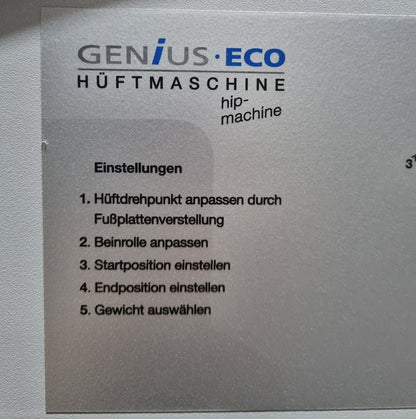 GENIUS·ECO
HÜFTMASCHINE
hip-
machine
Einstellungen
1. Hüftdrehpunkt anpassen durch
Fußplattenverstellung
2. Beinrolle anpassen
3. Startposition einstellen
4. Endposition einstellen
5. Gewicht auswählen